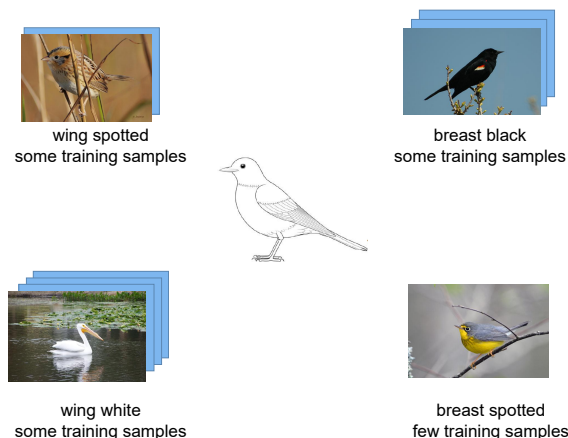 wing spotted
some training samples
breast black
some training samples
wing white
some training samples
breast spotted
few training samples